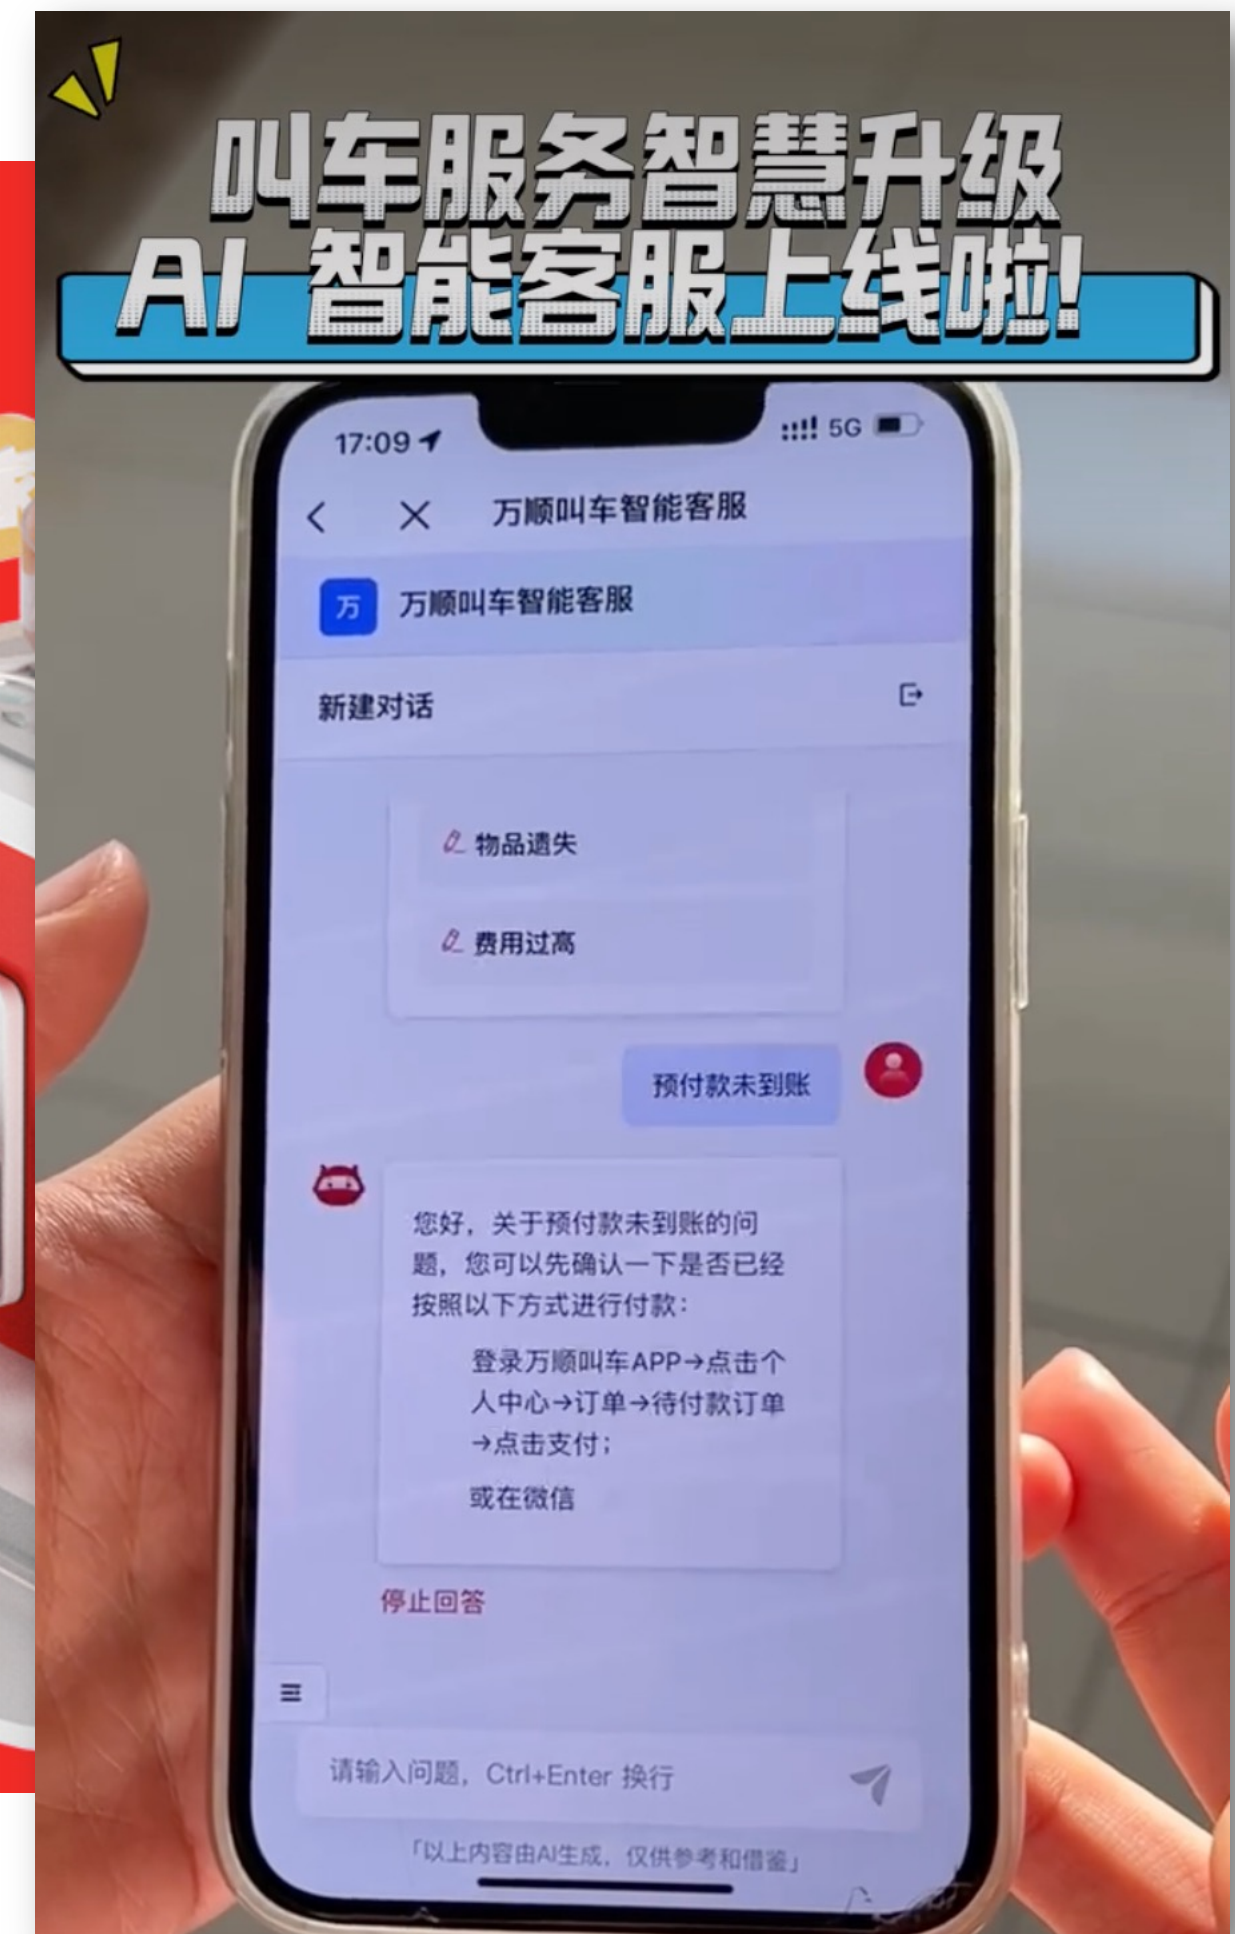 叫车服务智慧升级
AI 智能客服上线啦!
17:09
5G
万顺叫车智能客服
万
万顺叫车智能客服
新建对话
物品遗失
费用过高
预付款未到账
您好，关于预付款未到账的问
题，您可以先确认一下是否已经
按照以下方式进行付款：
登录万顺叫车APP→点击个
人中心→订单→待付款订单
→点击支付；
或在微信
停止回答
请输入问题，Ctrl+Enter 换行
「以上内容由AI生成，仅供参考和借鉴」